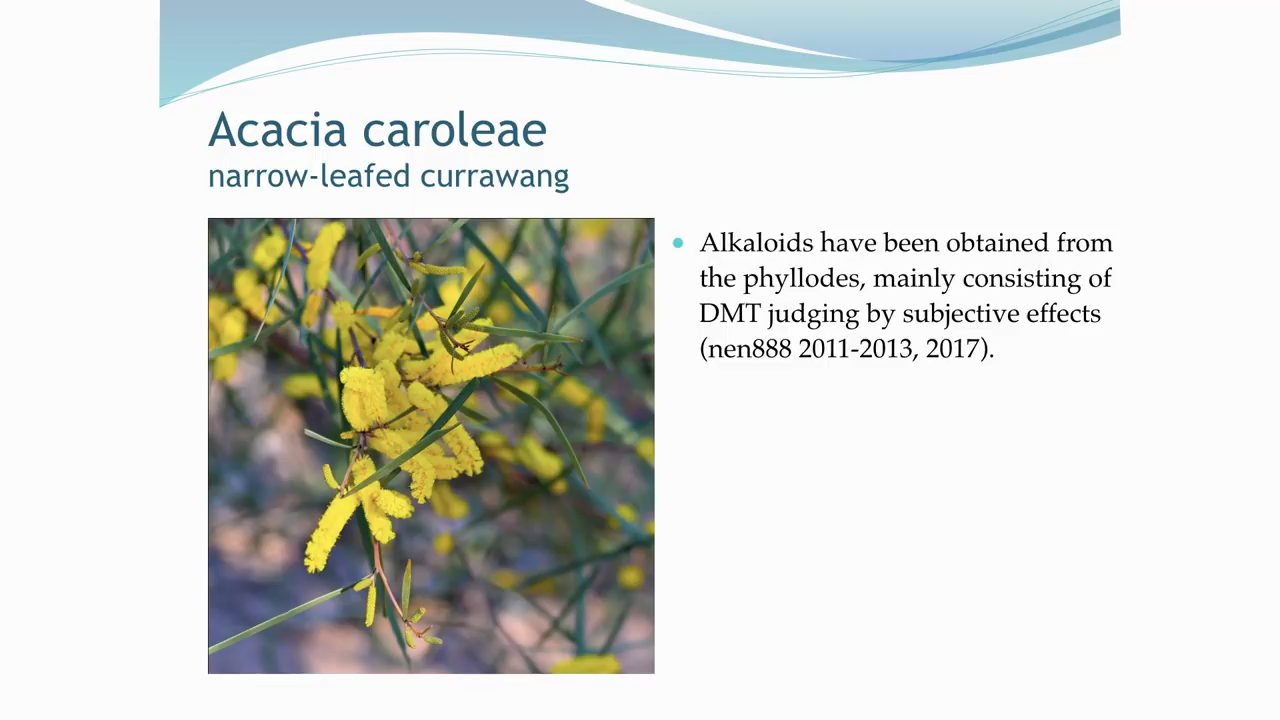 Acacia caroleae
narrow-leafed currawang
• Alkaloids have been obtained from
the phyllodes, mainly consisting of
DMT judging by subjective effects
(nen888 2011-2013, 2017).